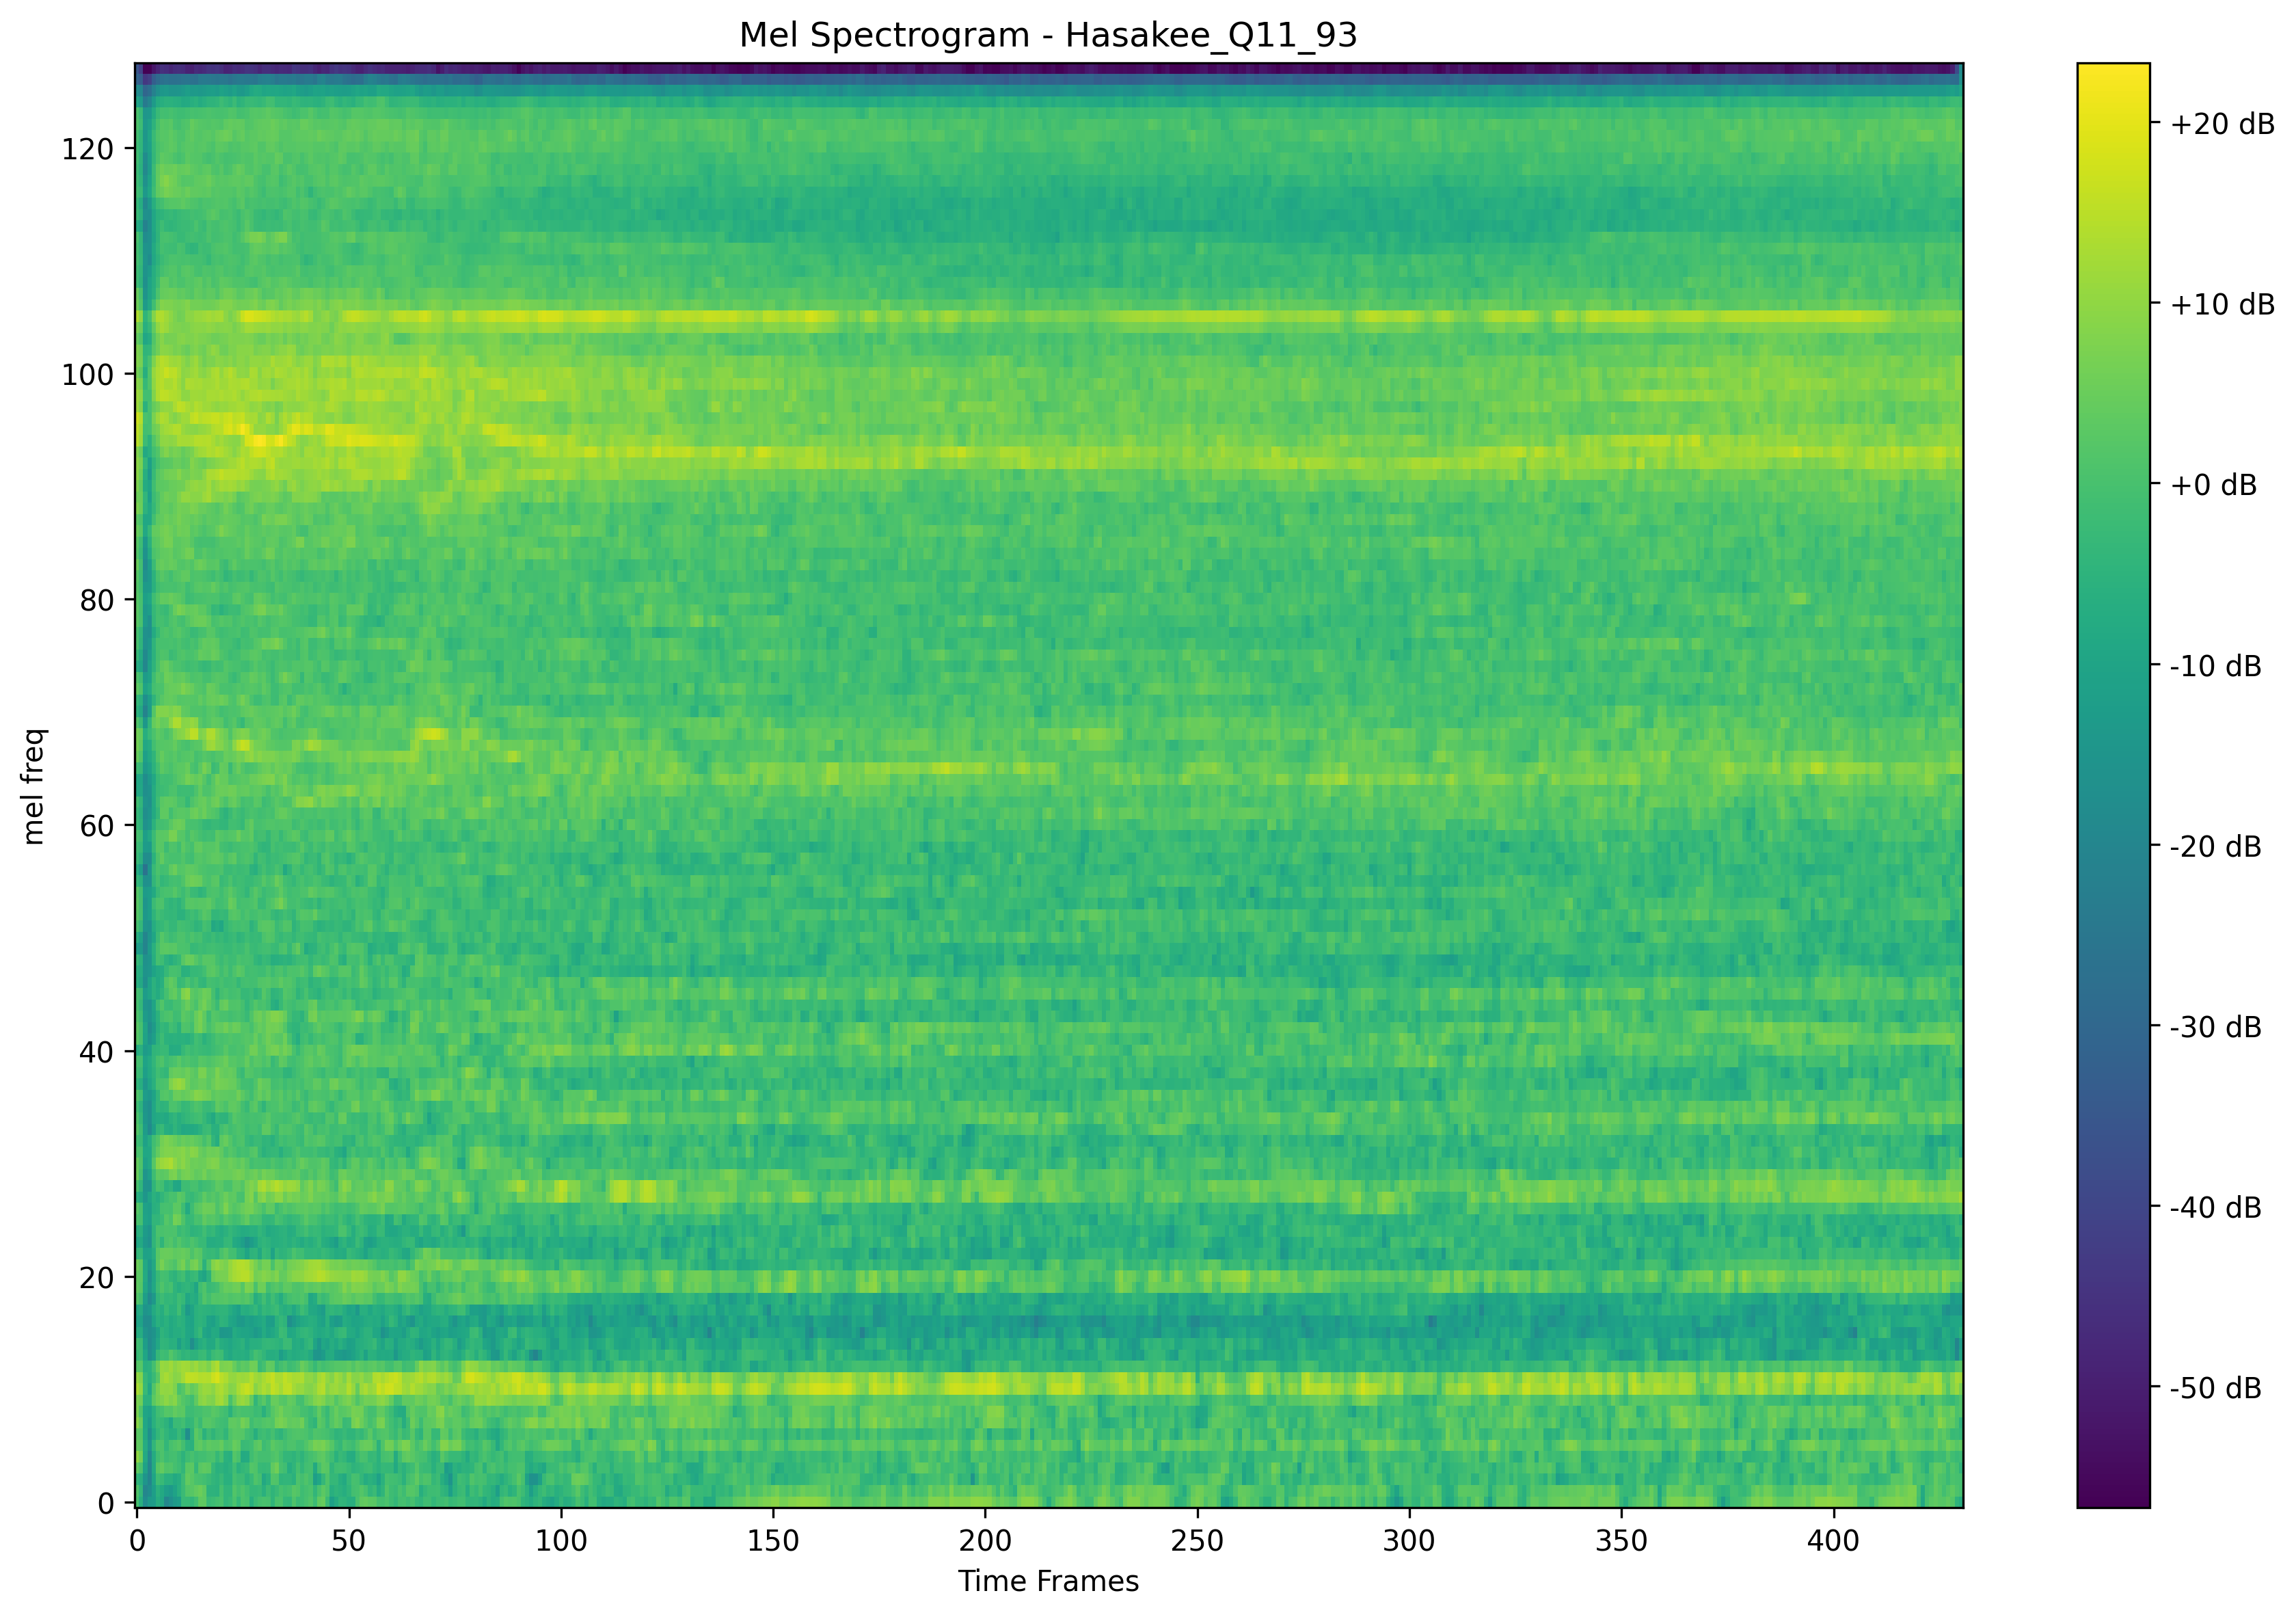 Mel Spectrogram - Hasakee_Q11_93
mel freq
120
100
80
60
40
20
0
0 50 100 150 200 250 300 350 400
Time Frames
+20 dB
+10 dB
+0 dB
-10 dB
-20 dB
-30 dB
-40 dB
-50 dB